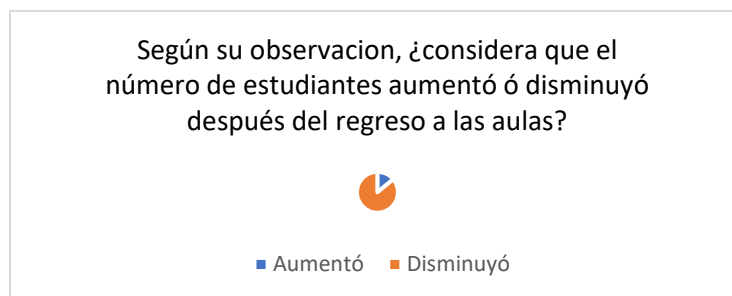 Según su observacion, ¿considera que el
número de estudiantes aumentó ó disminuyó
después del regreso a las aulas?
Aumentó Disminuyó